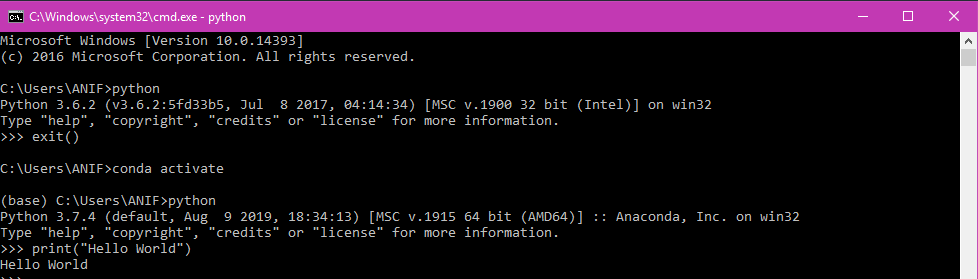 C:\Windows\system32\cmd.exe - python
Microsoft Windows [Version 10.0.14393]
(c) 2016 Microsoft Corporation. All rights reserved.
C:\Users\ANIF>python
Python 3.6.2 (v3.6.2:5fd33b5, Jul  8 2017, 04:14:34) [MSC v.1900 32 bit (Intel)] on win32
Type "help", "copyright", "credits" or "license" for more information.
>>> exit()
C:\Users\ANIF>conda activate
(base) C:\Users\ANIF>python
Python 3.7.4 (default, Aug  9 2019, 18:34:13) [MSC v.1915 64 bit (AMD64)] :: Anaconda, Inc. on win32
Type "help", "copyright", "credits" or "license" for more information.
>>> print("Hello World")
Hello World
>>>